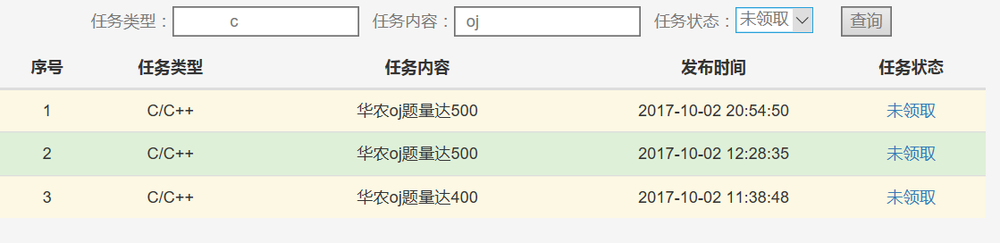 任务类型：c 任务内容：oj 任务状态：未领取 查询
序号 任务类型 任务内容 发布时间 任务状态
1 C/C++ 华农oj题量达500 2017-10-02 20:54:50 未领取
2 C/C++ 华农oj题量达500 2017-10-02 12:28:35 未领取
3 C/C++ 华农oj题量达400 2017-10-02 11:38:48 未领取